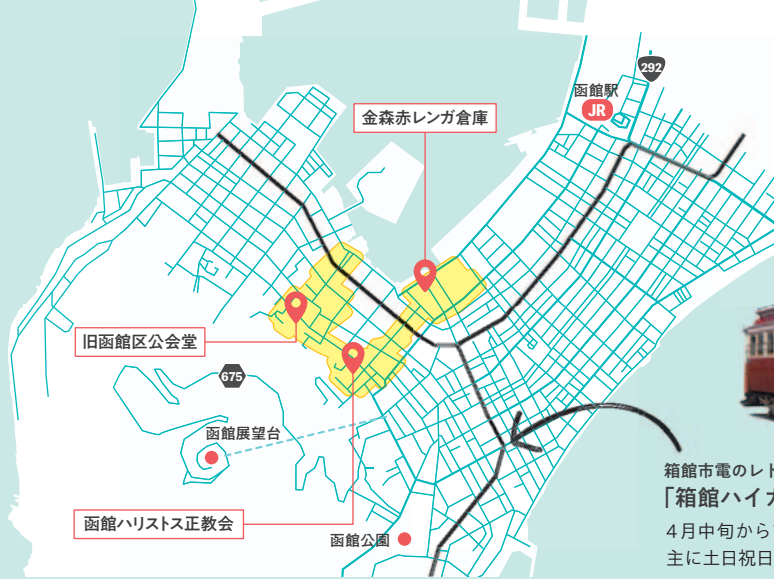 292
函館駅
JR
金森赤レンガ倉庫
旧函館区公会堂
675
函館展望台
函館ハリストス正教会
函館公園
箱館市電のレト
「箱館ハイカ
4月中旬から
主に土日祝日